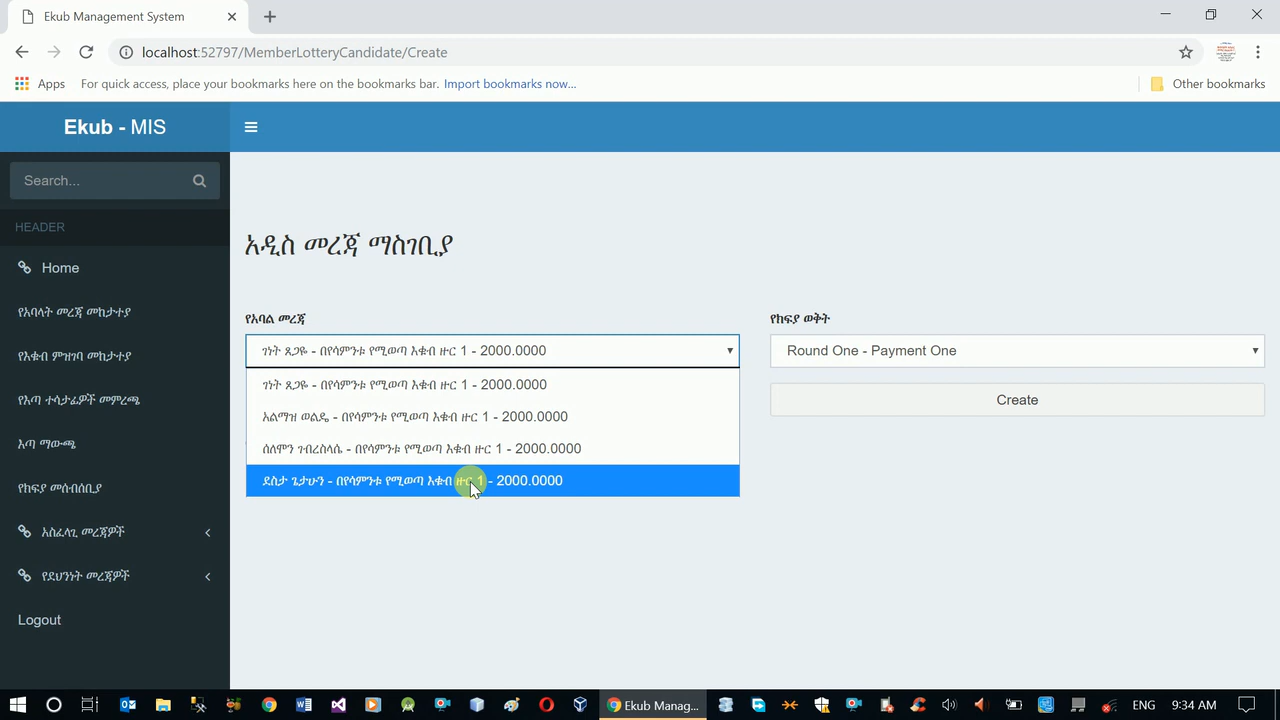 Ekub Management System
localhost:52797/MemberLotteryCandidate/Create
Apps For quick access, place your bookmarks here on the bookmarks bar. Import bookmarks now... Other bookmarks
Ekub - MIS
Search...
HEADER
Home
የአባላት መረጃ መከታተያ
የእቁብ ምዝገባ መከታተያ
የእጣ ተሳታፊዎች መምረጫ
እጣ ማውጫ
የከፍያ መሰብሰቢያ
አስፈላጊ መረጃዎች
የደህንነት መረጃዎች
Logout
አዲስ መረጃ ማስገቢያ
የአባል መረጃ
ገነት ጸጋዬ - በየሳምንቱ የሚወጣ እቁብ ዙር 1 - 2000.0000
ገነት ጸጋዬ - በየሳምንቱ የሚወጣ እቁብ ዙር 1 - 2000.0000
አልማዝ ወልዴ - በየሳምንቱ የሚወጣ እቁብ ዙር 1 - 2000.0000
ሰለሞን ገብረስላሴ - በየሳምንቱ የሚወጣ እቁብ ዙር 1 - 2000.0000
ደስታ ጌታሁን - በየሳምንቱ የሚወጣ እቁብ ዙር 1 - 2000.0000
የከፍያ ወቅት
Round One - Payment One
Create
Ekub Manag...
ENG 9:34 AM